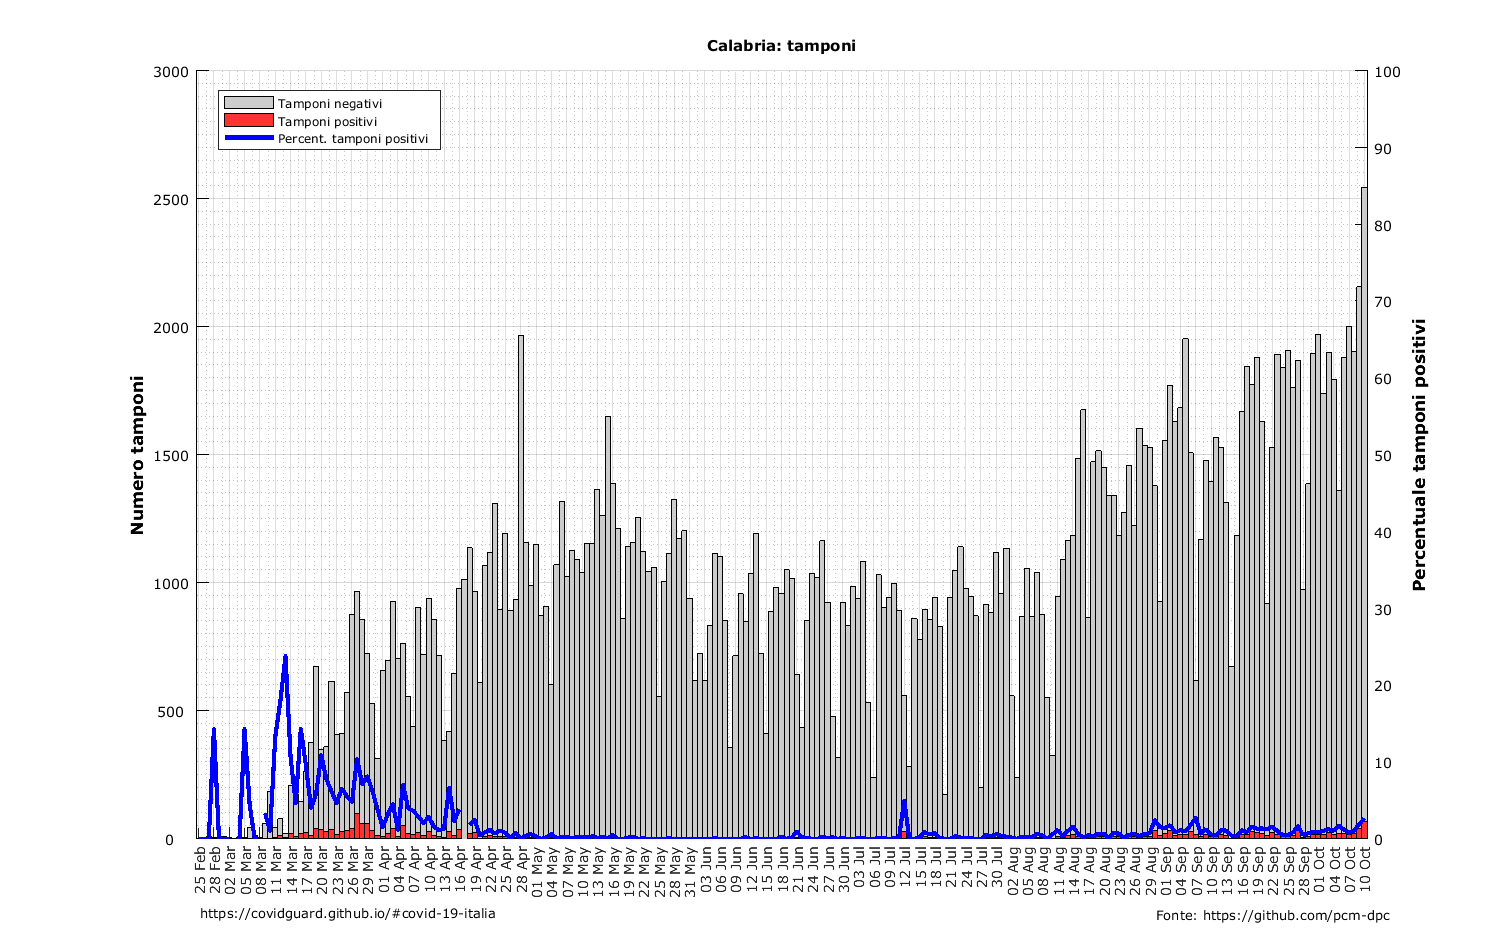 Calabria: tamponi
3000
2500
2000
1500
1000
500
0
Numero tamponi
Tamponi negativi
Tamponi positivi
Percent. tamponi positivi
100
90
80
70
60
50
40
30
20
10
0
Percentuale tamponi positivi
25 Feb
28 Feb
02 Mar
05 Mar
08 Mar
11 Mar
14 Mar
17 Mar
20 Mar
23 Mar
26 Mar
29 Mar
01 Apr
04 Apr
07 Apr
10 Apr
13 Apr
16 Apr
19 Apr
22 Apr
25 Apr
28 Apr
01 May
04 May
07 May
10 May
13 May
16 May
19 May
22 May
25 May
28 May
31 May
03 Jun
06 Jun
09 Jun
12 Jun
15 Jun
18 Jun
21 Jun
24 Jun
27 Jun
30 Jun
03 Jul
06 Jul
09 Jul
12 Jul
15 Jul
18 Jul
21 Jul
24 Jul
27 Jul
30 Jul
02 Aug
05 Aug
08 Aug
11 Aug
14 Aug
17 Aug
20 Aug
23 Aug
26 Aug
29 Aug
01 Sep
04 Sep
07 Sep
10 Sep
13 Sep
16 Sep
19 Sep
22 Sep
25 Sep
28 Sep
01 Oct
04 Oct
07 Oct
10 Oct
https://covidguard.github.io/#covid-19-italia
Fonte: https://github.com/pcm-dpc